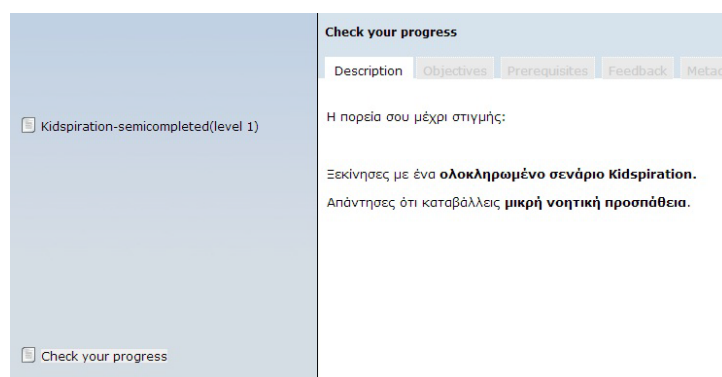 Check your progress
Description Objectives Prerequisites Feedback
Kidspiration-semicompleted(level 1)
Η πορεία σου μέχρι στιγμής:
Ξεκίνησες με ένα ολοκληρωμένο σενάριο Kidspiration.
Απάντησες ότι καταβάλλεις μικρή νοητική προσπάθεια.
Check your progress